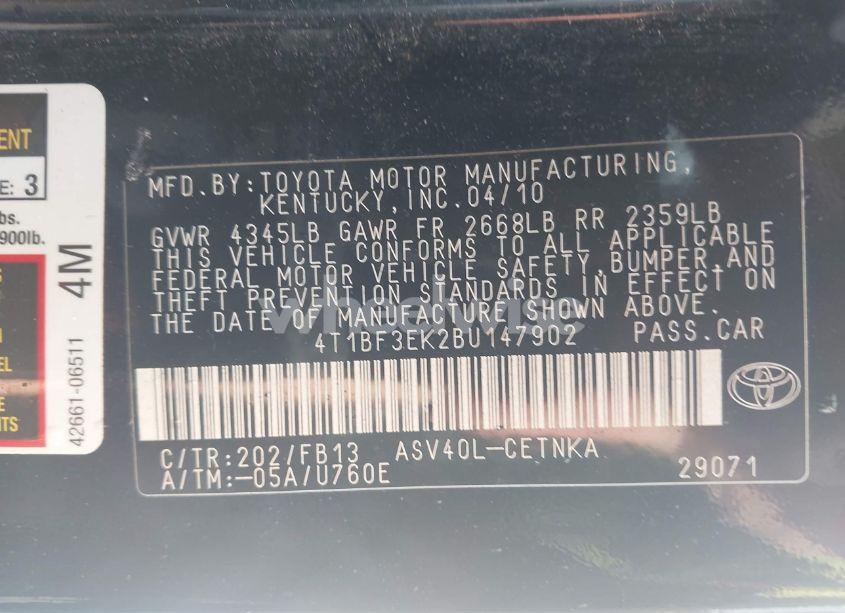 ENT
E: 3
bs.
900lb.
S
EL
E
NTS
42661-06511
4M
MFD.BY:TOYOTA MOTOR MANUFACTURING,
KENTUCKY,INC.04/10
GVWR 4345LB GAWR FR 2668LB RR 2359LB
THIS VEHICLE CONFORMS TO ALL APPLICABLE
FEDERAL MOTOR VEHICLE SAFETY,BUMPER,AND
THEFT PREVENTION STANDARDS IN EFFECT ON
THE DATE OF MANUFACTURE SHOWN ABOVE.
4T1BF3EK2BU147902 PASS.CAR
C/TR:202/FB13 ASV40L-CETNKA
A/TM:-05A/U760E 29071
wheelwise